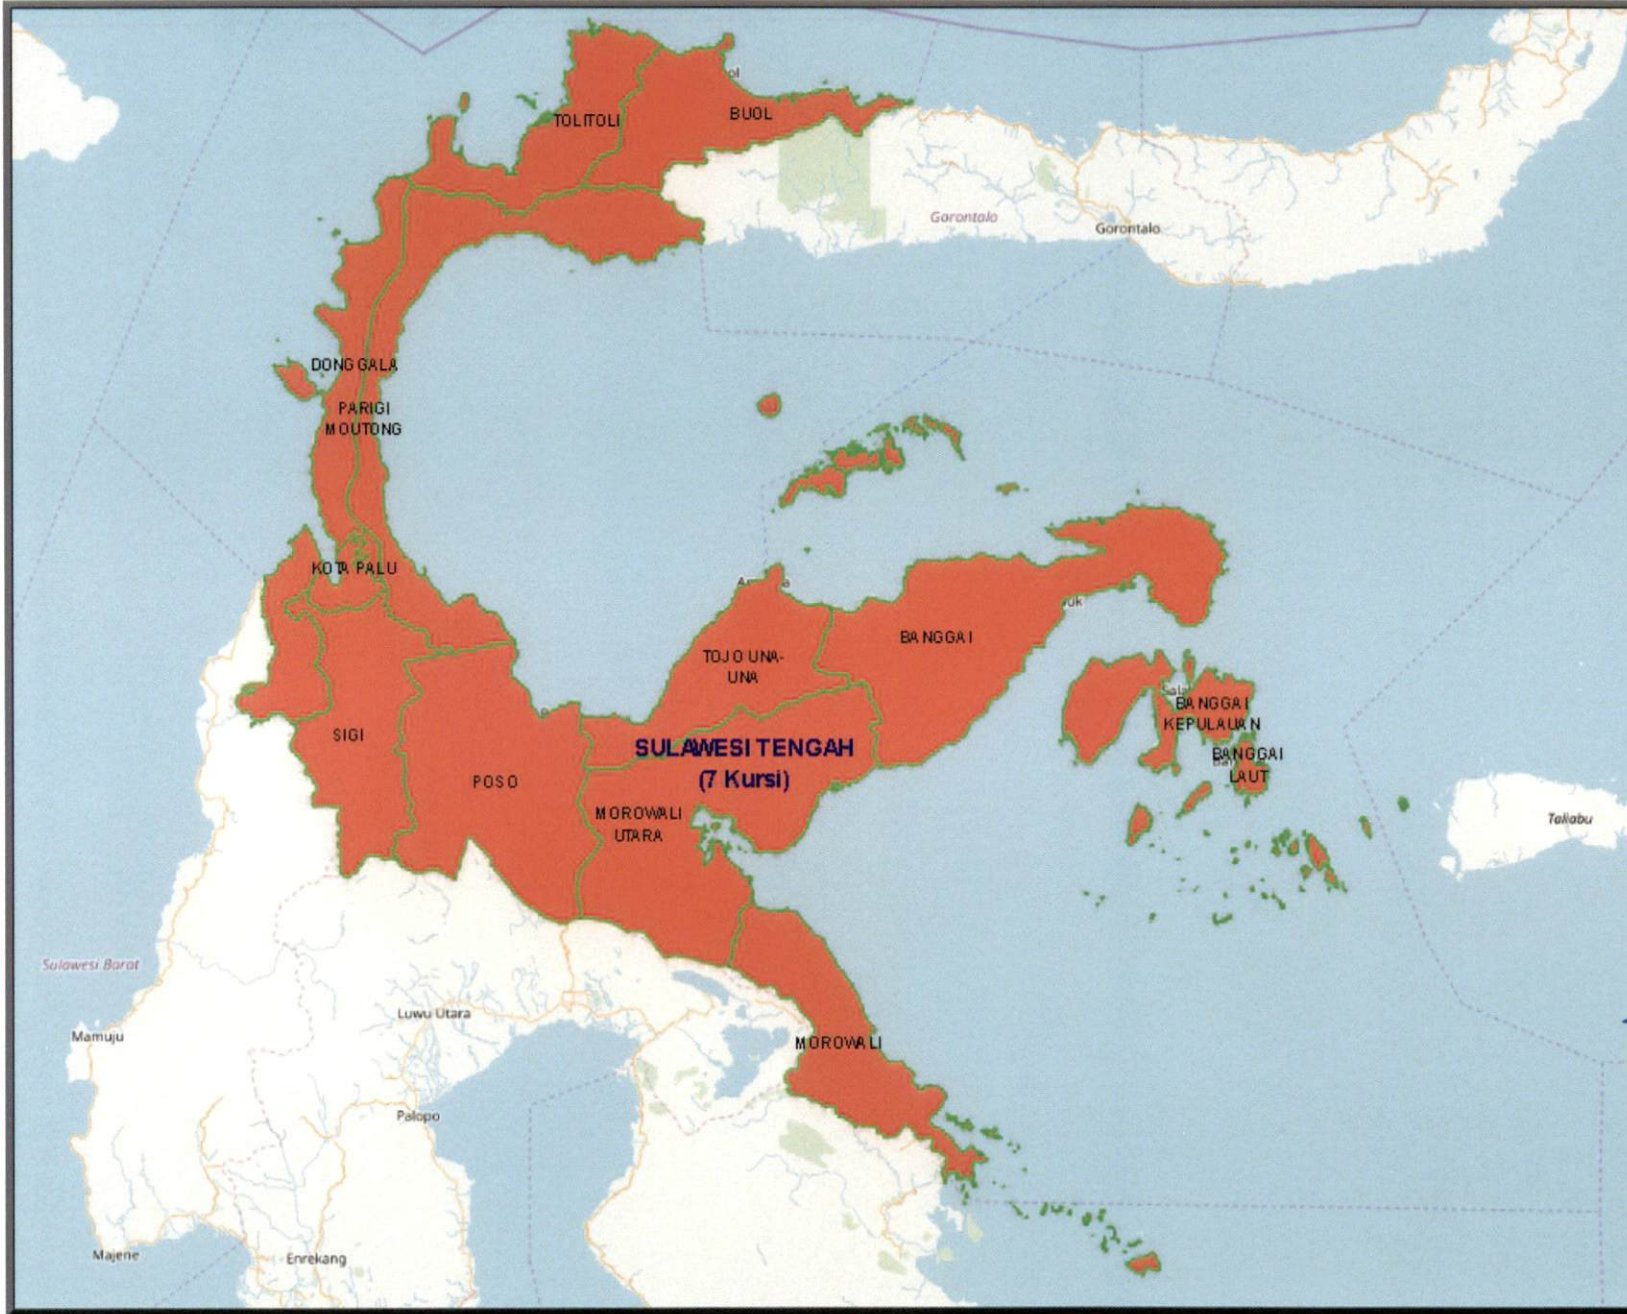 TOLITOLI
BUOL
Gorontalo
Gorontalo
DONGGALA
PARIGI
MOUTONG
KOTA PALU
BANGGAI
TOJO UNA-
UNA
BANGGAI
KEPULAUAN
SIGI
SULAWESI TENGAH
(7 Kursi)
BANGGAI
LAUT
POSO
MOROWALI
UTARA
Taliabu
Sulawesi Barat
Luwu Utara
Mamuju
MOROWALI
Palopo
Majene
Enrekang